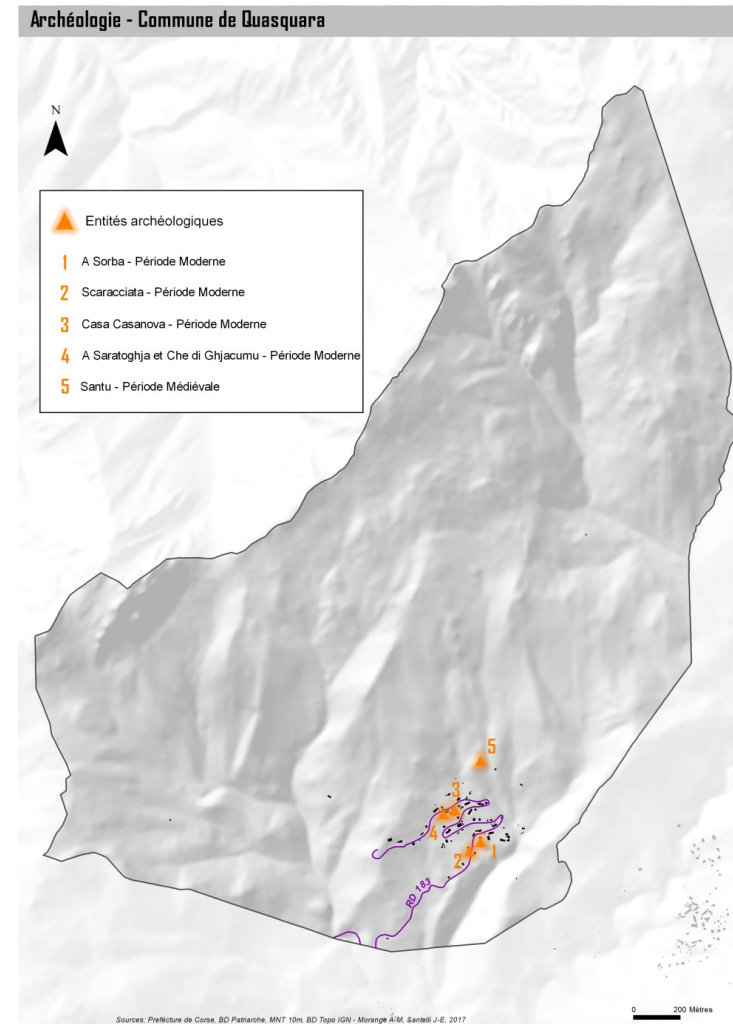 Archéologie - Commune de Quasquara
N
Entités archéologiques
1 A Sorba - Période Moderne
2 Scaracciata - Période Moderne
3 Casa Casanova - Période Moderne
4 A Saratoghja et Che di Ghjacumu - Période Moderne
5 Santu - Période Médiévale
5
3
4
2 1
RD 183
0 200 Mètres
Sources: Prefécture de Corse, BD Patriarche, MNT 10m, BD Topo IGN - Morange A-M, Santelli J-E, 2017